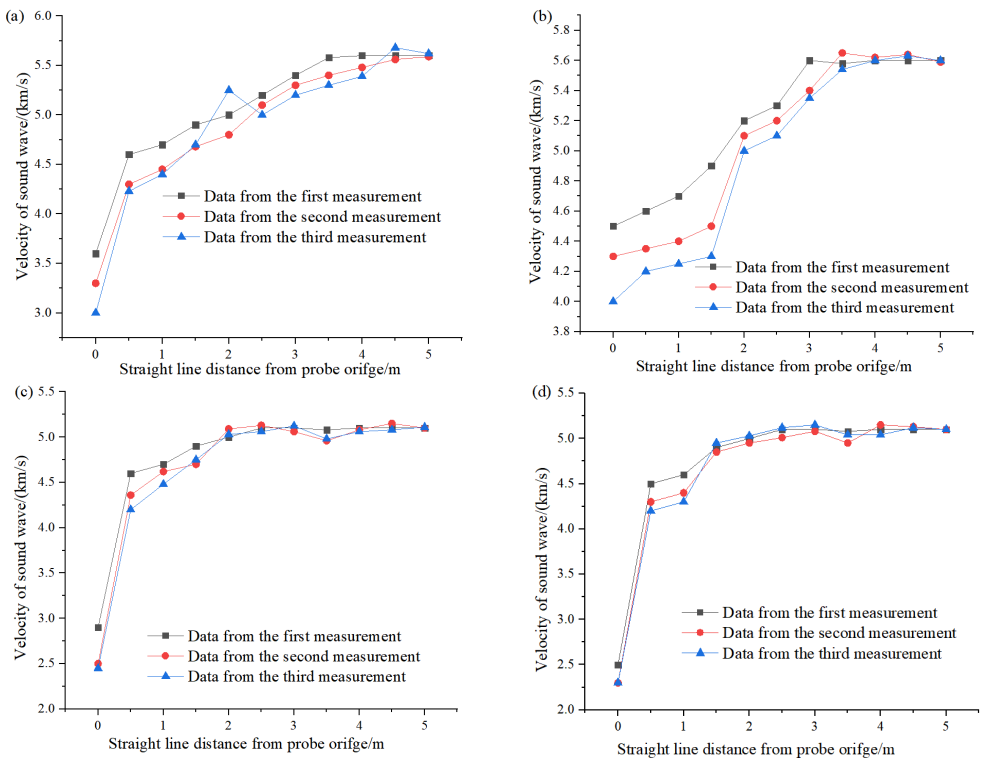 (a)
6.0
5.5
5.0
4.5
4.0
3.5
3.0
Velocity of sound wave/(km/s)
Data from the first measurement
Data from the second measurement
Data from the third measurement
0 1 2 3 4 5
Straight line distance from probe orifge/m
(b)
5.8
5.6
5.4
5.2
5.0
4.8
4.6
4.4
4.2
4.0
3.8
Velocity of sound wave/(km/s)
Data from the first measurement
Data from the second measurement
Data from the third measurement
0 1 2 3 4 5
Straight line distance from probe orifge/m
(c)
5.5
5.0
4.5
4.0
3.5
3.0
2.5
2.0
Velocity of sound wave/(km/s)
Data from the first measurement
Data from the second measurement
Data from the third measurement
0 1 2 3 4 5
Straight line distance from probe orifge/m
(d)
5.5
5.0
4.5
4.0
3.5
3.0
2.5
2.0
Velocity of sound wave/(km/s)
Data from the first measurement
Data from the second measurement
Data from the third measurement
0 1 2 3 4 5
Straight line distance from probe orifge/m